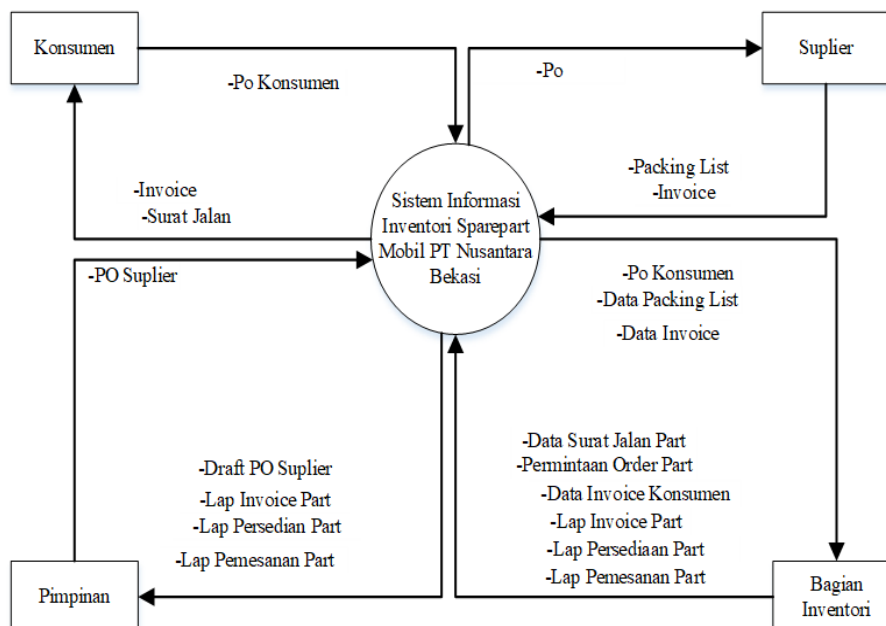 Konsumen
Suplier
-Po Konsumen
-Po
-Packing List
-Invoice
-Invoice
-Surat Jalan
Sistem Informasi
Inventori Sparepart
Mobil PT Nusantara
Bekasi
-PO Suplier
-Po Konsumen
-Data Packing List
-Data Invoice
-Draft PO Suplier
-Lap Invoice Part
-Lap Persedian Part
-Lap Pemesanan Part
-Data Surat Jalan Part
-Permintaan Order Part
-Data Invoice Konsumen
-Lap Invoice Part
-Lap Persediaan Part
-Lap Pemesanan Part
Pimpinan
Bagian
Inventori